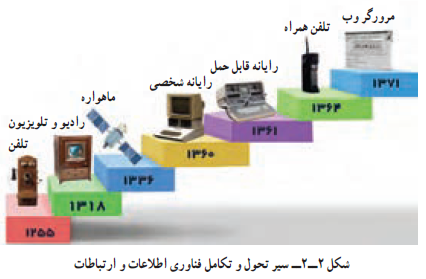 مرورگر وب
۱۳۷۱
تلفن همراه
۱۳۶۴
رایانه قابل حمل
۱۳۶۱
رایانه شخصی
۱۳۶۰
ماهواره
۱۳۳۶
رادیو و تلویزیون
۱۳۱۸
تلفن
۱۲۵۵
شکل ۲ــ۲ــ سیر تحول و تکامل فناوری اطلاعات و ارتباطات